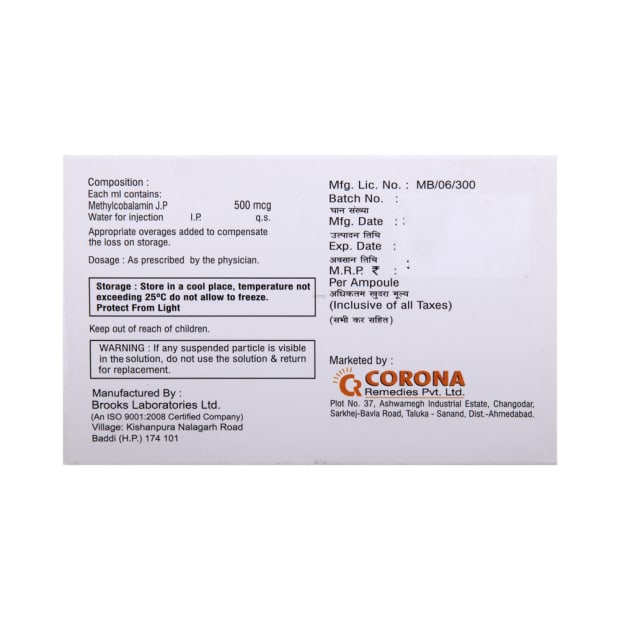 Composition :
Each ml contains:
Methylcobalamin J.P 500 mcg
Water for injection I.P. q.s.
Appropriate overages added to compensate
the loss on storage.
Dosage : As prescribed by the physician.
Storage : Store in a cool place, temperature not
exceeding 25ºC do not allow to freeze.
Protect From Light
Keep out of reach of children.
WARNING : If any suspended particle is visible
in the solution, do not use the solution & return
for replacement.
Manufactured By :
Brooks Laboratories Ltd.
(An ISO 9001:2008 Certified Company)
Village: Kishanpura Nalagarh Road
Baddi (H.P.) 174 101
Mfg. Lic. No. : MB/06/300
Batch No. :
घान संख्या
Mfg. Date : :
उत्पादन तिथि
Exp. Date :
अवसान तिथि :
M.R.P. ₹ :
Per Ampoule
अधिकतम खुदरा मूल्य
(Inclusive of all Taxes)
(सभी कर सहित)
Marketed by :
CORONA
Remedies Pvt. Ltd.
Plot No. 37, Ashwamegh Industrial Estate, Changodar,
Sarkhej-Bavla Road, Taluka - Sanand, Dist.-Ahmedabad.